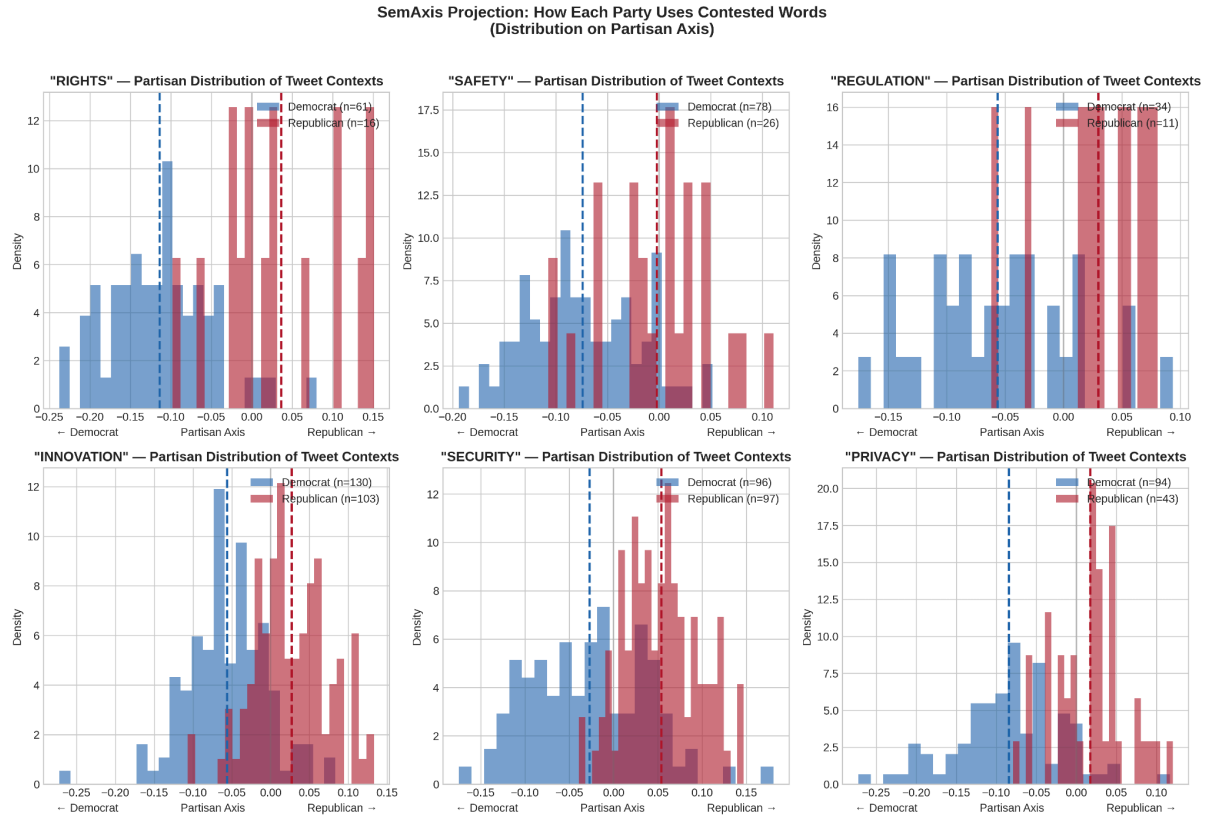 SemAxis Projection: How Each Party Uses Contested Words
(Distribution on Partisan Axis)
"RIGHTS" — Partisan Distribution of Tweet Contexts
Democrat (n=61)
Republican (n=16)
Density
12
10
8
6
4
2
0
−0.25 −0.20 −0.15 −0.10 −0.05 0.00 0.05 0.10 0.15
← Democrat Partisan Axis Republican →
"SAFETY" — Partisan Distribution of Tweet Contexts
Democrat (n=78)
Republican (n=26)
Density
17.5
15.0
12.5
10.0
7.5
5.0
2.5
0.0
−0.20 −0.15 −0.10 −0.05 0.00 0.05 0.10
← Democrat Partisan Axis Republican →
"REGULATION" — Partisan Distribution of Tweet Contexts
Democrat (n=34)
Republican (n=11)
Density
16
14
12
10
8
6
4
2
0
−0.15 −0.10 −0.05 0.00 0.05 0.10
← Democrat Partisan Axis Republican →
"INNOVATION" — Partisan Distribution of Tweet Contexts
Democrat (n=130)
Republican (n=103)
Density
12
10
8
6
4
2
0
−0.25 −0.20 −0.15 −0.10 −0.05 0.00 0.05 0.10 0.15
← Democrat Partisan Axis Republican →
"SECURITY" — Partisan Distribution of Tweet Contexts
Democrat (n=96)
Republican (n=97)
Density
12
10
8
6
4
2
0
−0.15 −0.10 −0.05 0.00 0.05 0.10 0.15
← Democrat Partisan Axis Republican →
"PRIVACY" — Partisan Distribution of Tweet Contexts
Democrat (n=94)
Republican (n=43)
Density
20.0
17.5
15.0
12.5
10.0
7.5
5.0
2.5
0.0
−0.25 −0.20 −0.15 −0.10 −0.05 0.00 0.05 0.10
← Democrat Partisan Axis Republican →